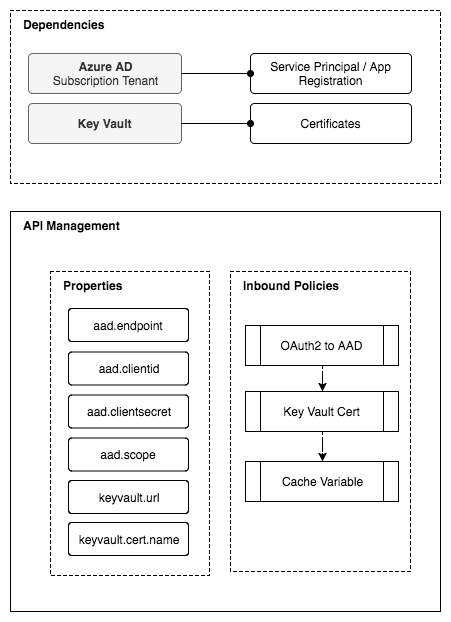 Dependencies
Azure AD
Subscription Tenant
Service Principal / App
Registration
Key Vault
Certificates
API Management
Properties
aad.endpoint
aad.clientid
aad.clientsecret
aad.scope
keyvault.url
keyvault.cert.name
Inbound Policies
OAuth2 to AAD
Key Vault Cert
Cache Variable